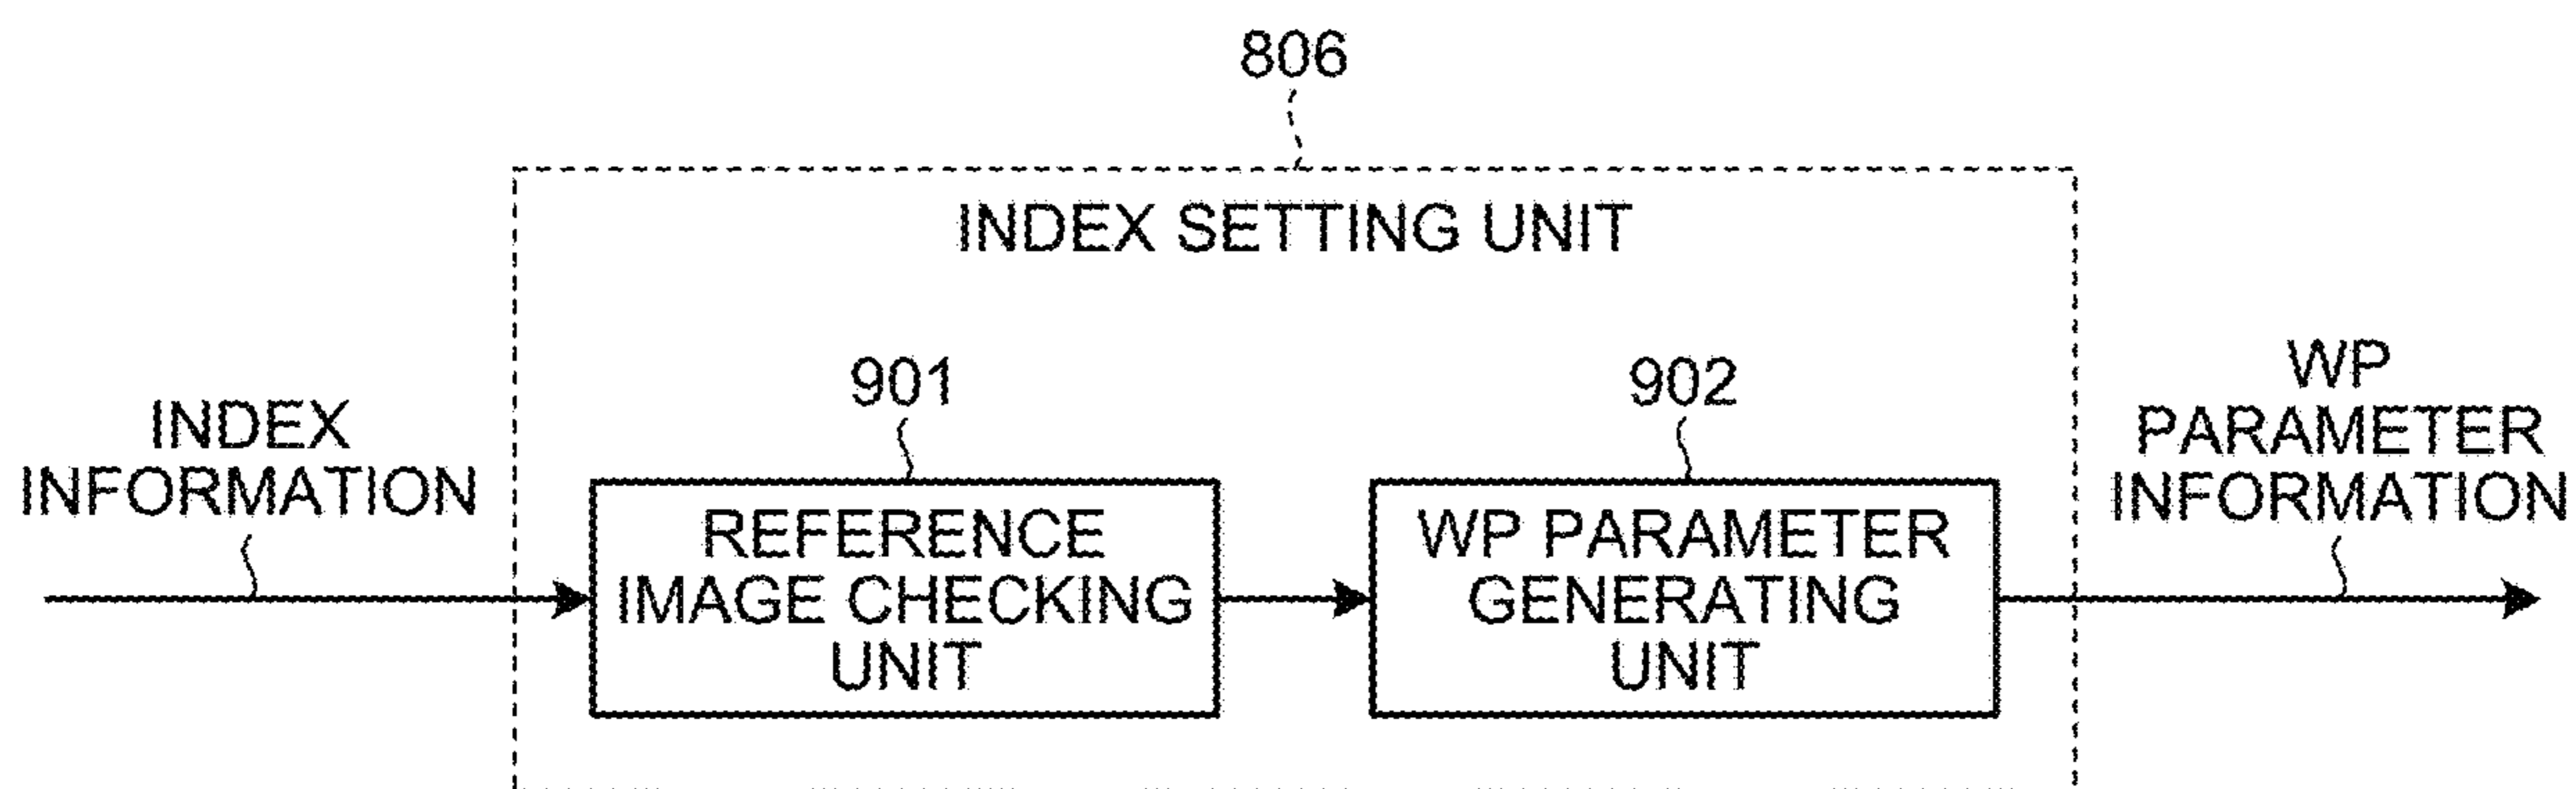 806
INDEX SETTING UNIT
901
902
INDEX
INFORMATION
REFERENCE
IMAGE CHECKING
UNIT
WP PARAMETER
GENERATING
UNIT
WP
PARAMETER
INFORMATION